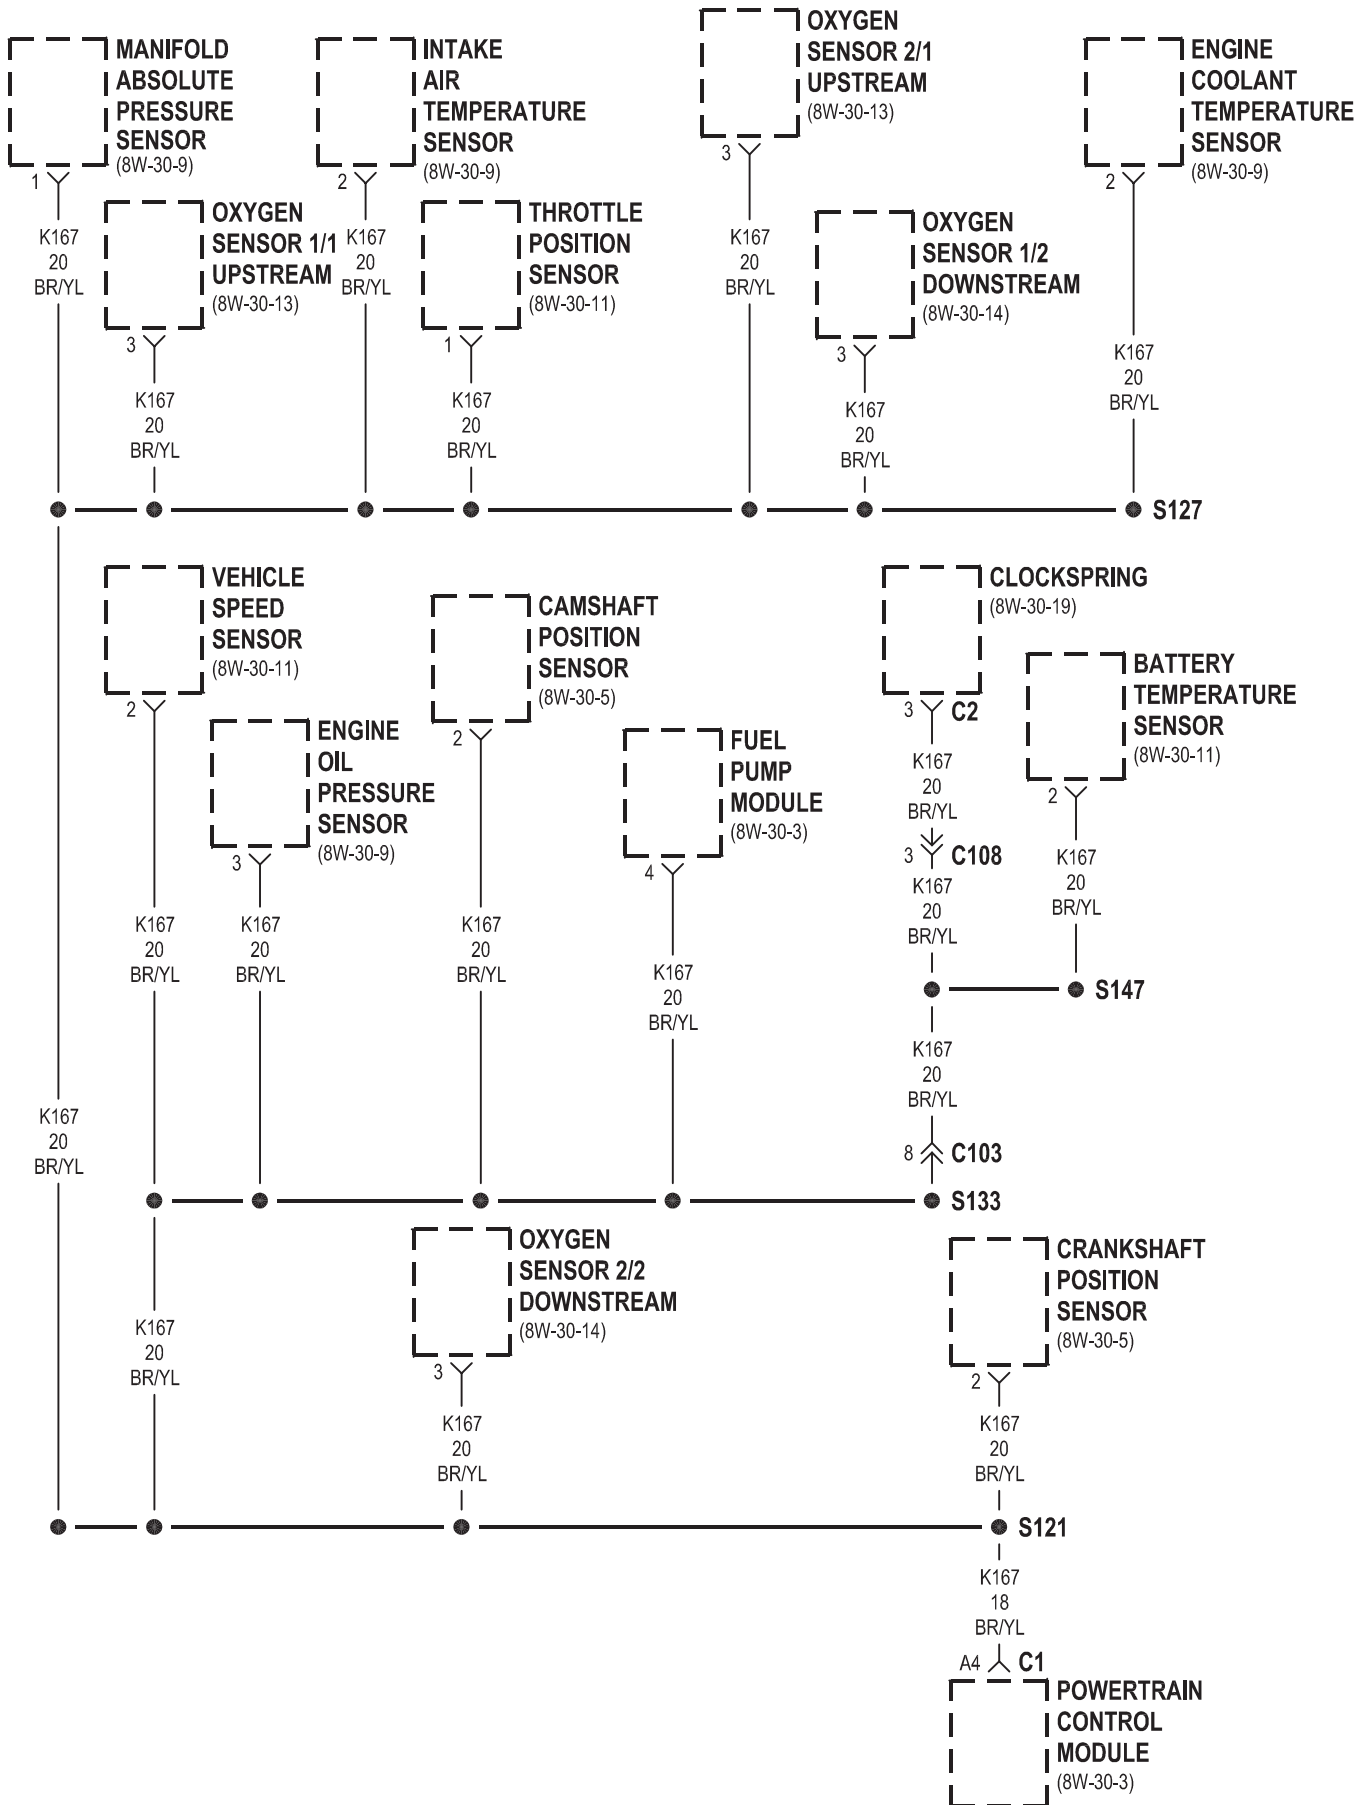 MANIFOLD
ABSOLUTE
PRESSURE
SENSOR
(8W-30-9)
1
K167
20
BR/YL
OXYGEN
SENSOR 1/1
UPSTREAM
(8W-30-13)
3
K167
20
BR/YL
INTAKE
AIR
TEMPERATURE
SENSOR
(8W-30-9)
2
K167
20
BR/YL
THROTTLE
POSITION
SENSOR
(8W-30-11)
1
K167
20
BR/YL
OXYGEN
SENSOR 2/1
UPSTREAM
(8W-30-13)
3
K167
20
BR/YL
OXYGEN
SENSOR 1/2
DOWNSTREAM
(8W-30-14)
3
K167
20
BR/YL
ENGINE
COOLANT
TEMPERATURE
SENSOR
(8W-30-9)
2
K167
20
BR/YL
S127
VEHICLE
SPEED
SENSOR
(8W-30-11)
2
K167
20
BR/YL
ENGINE
OIL
PRESSURE
SENSOR
(8W-30-9)
3
K167
20
BR/YL
CAMSHAFT
POSITION
SENSOR
(8W-30-5)
2
K167
20
BR/YL
FUEL
PUMP
MODULE
(8W-30-3)
4
K167
20
BR/YL
CLOCKSPRING
(8W-30-19)
3 C2
K167
20
BR/YL
3 C108
K167
20
BR/YL
BATTERY
TEMPERATURE
SENSOR
(8W-30-11)
2
K167
20
BR/YL
S147
K167
20
BR/YL
8 C103
S133
K167
20
BR/YL
K167
20
BR/YL
OXYGEN
SENSOR 2/2
DOWNSTREAM
(8W-30-14)
3
K167
20
BR/YL
CRANKSHAFT
POSITION
SENSOR
(8W-30-5)
2
K167
20
BR/YL
S121
K167
18
BR/YL
A4 C1
POWERTRAIN
CONTROL
MODULE
(8W-30-3)